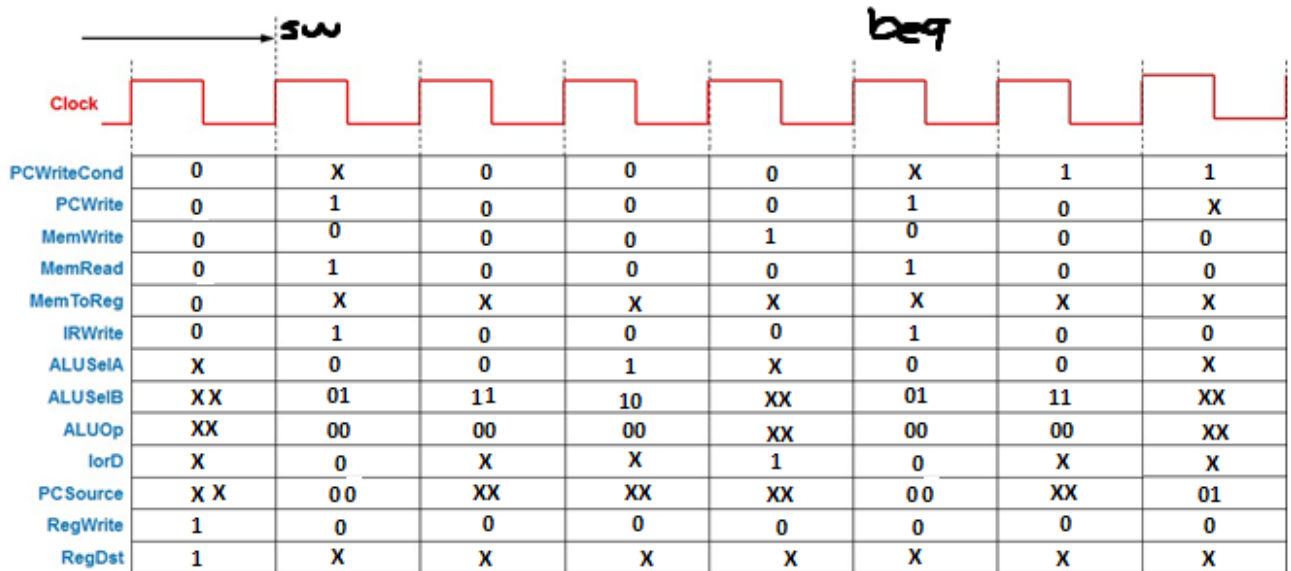 sw beq
Clock
PCWriteCond 0 X 0 0 0 X 1 1
PCWrite 0 1 0 0 0 1 0 X
MemWrite 0 0 0 0 1 0 0 0
MemRead 0 1 0 0 0 1 0 0
MemToReg 0 X X X X X X X
IRWrite 0 1 0 0 0 1 0 0
ALUSelA X 0 0 1 X 0 0 X
ALUSelB XX 01 11 10 XX 01 11 XX
ALUOp XX 00 00 00 XX 00 00 XX
IorD X 0 X X 1 0 X X
PCSource X X 00 XX XX XX 00 XX 01
RegWrite 1 0 0 0 0 0 0 0
RegDst 1 X X X X X X X